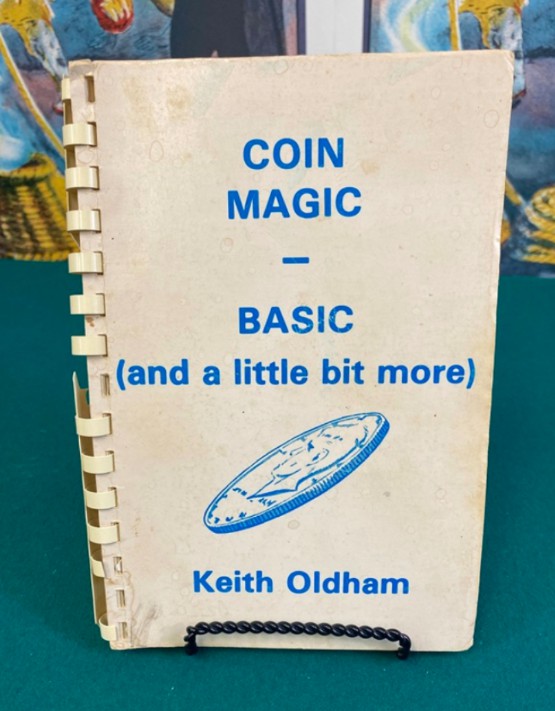 COIN
MAGIC
–
BASIC
(and a little bit more)
Keith Oldham